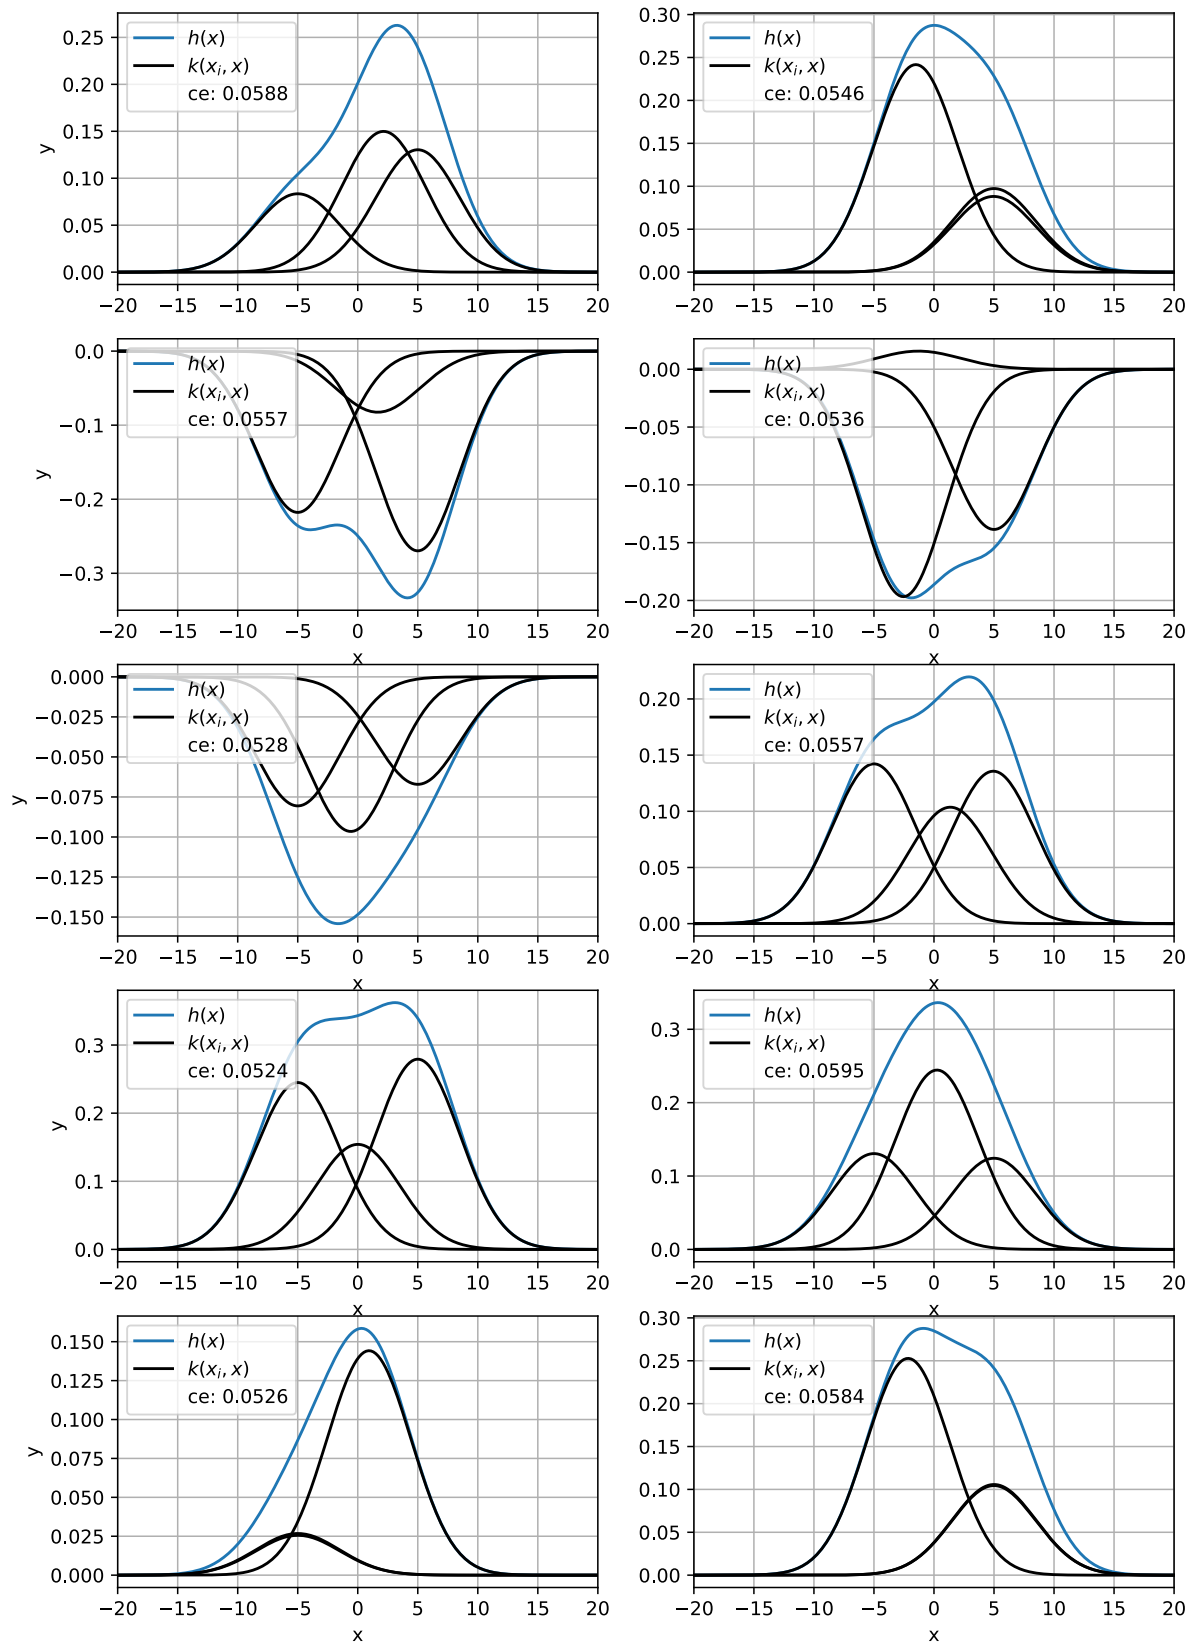 h(x)
k(x_i, x)
ce: 0.0588
0.25
0.20
0.15
0.10
0.05
0.00
y
−20 −15 −10 −5 0 5 10 15 20
h(x)
k(x_i, x)
ce: 0.0546
0.30
0.25
0.20
0.15
0.10
0.05
0.00
−20 −15 −10 −5 0 5 10 15 20
h(x)
k(x_i, x)
ce: 0.0557
0.0
−0.1
−0.2
−0.3
y
−20 −15 −10 −5 0 5 10 15 20
x
h(x)
k(x_i, x)
ce: 0.0536
0.00
−0.05
−0.10
−0.15
−0.20
−20 −15 −10 −5 0 5 10 15 20
x
h(x)
k(x_i, x)
ce: 0.0528
0.000
−0.025
−0.050
−0.075
−0.100
−0.125
−0.150
y
−20 −15 −10 −5 0 5 10 15 20
x
h(x)
k(x_i, x)
ce: 0.0557
0.20
0.15
0.10
0.05
0.00
−20 −15 −10 −5 0 5 10 15 20
x
h(x)
k(x_i, x)
ce: 0.0524
0.3
0.2
0.1
0.0
y
−20 −15 −10 −5 0 5 10 15 20
x
h(x)
k(x_i, x)
ce: 0.0595
0.3
0.2
0.1
0.0
−20 −15 −10 −5 0 5 10 15 20
x
h(x)
k(x_i, x)
ce: 0.0526
0.150
0.125
0.100
0.075
0.050
0.025
0.000
y
−20 −15 −10 −5 0 5 10 15 20
x
h(x)
k(x_i, x)
ce: 0.0584
0.30
0.25
0.20
0.15
0.10
0.05
0.00
−20 −15 −10 −5 0 5 10 15 20
x